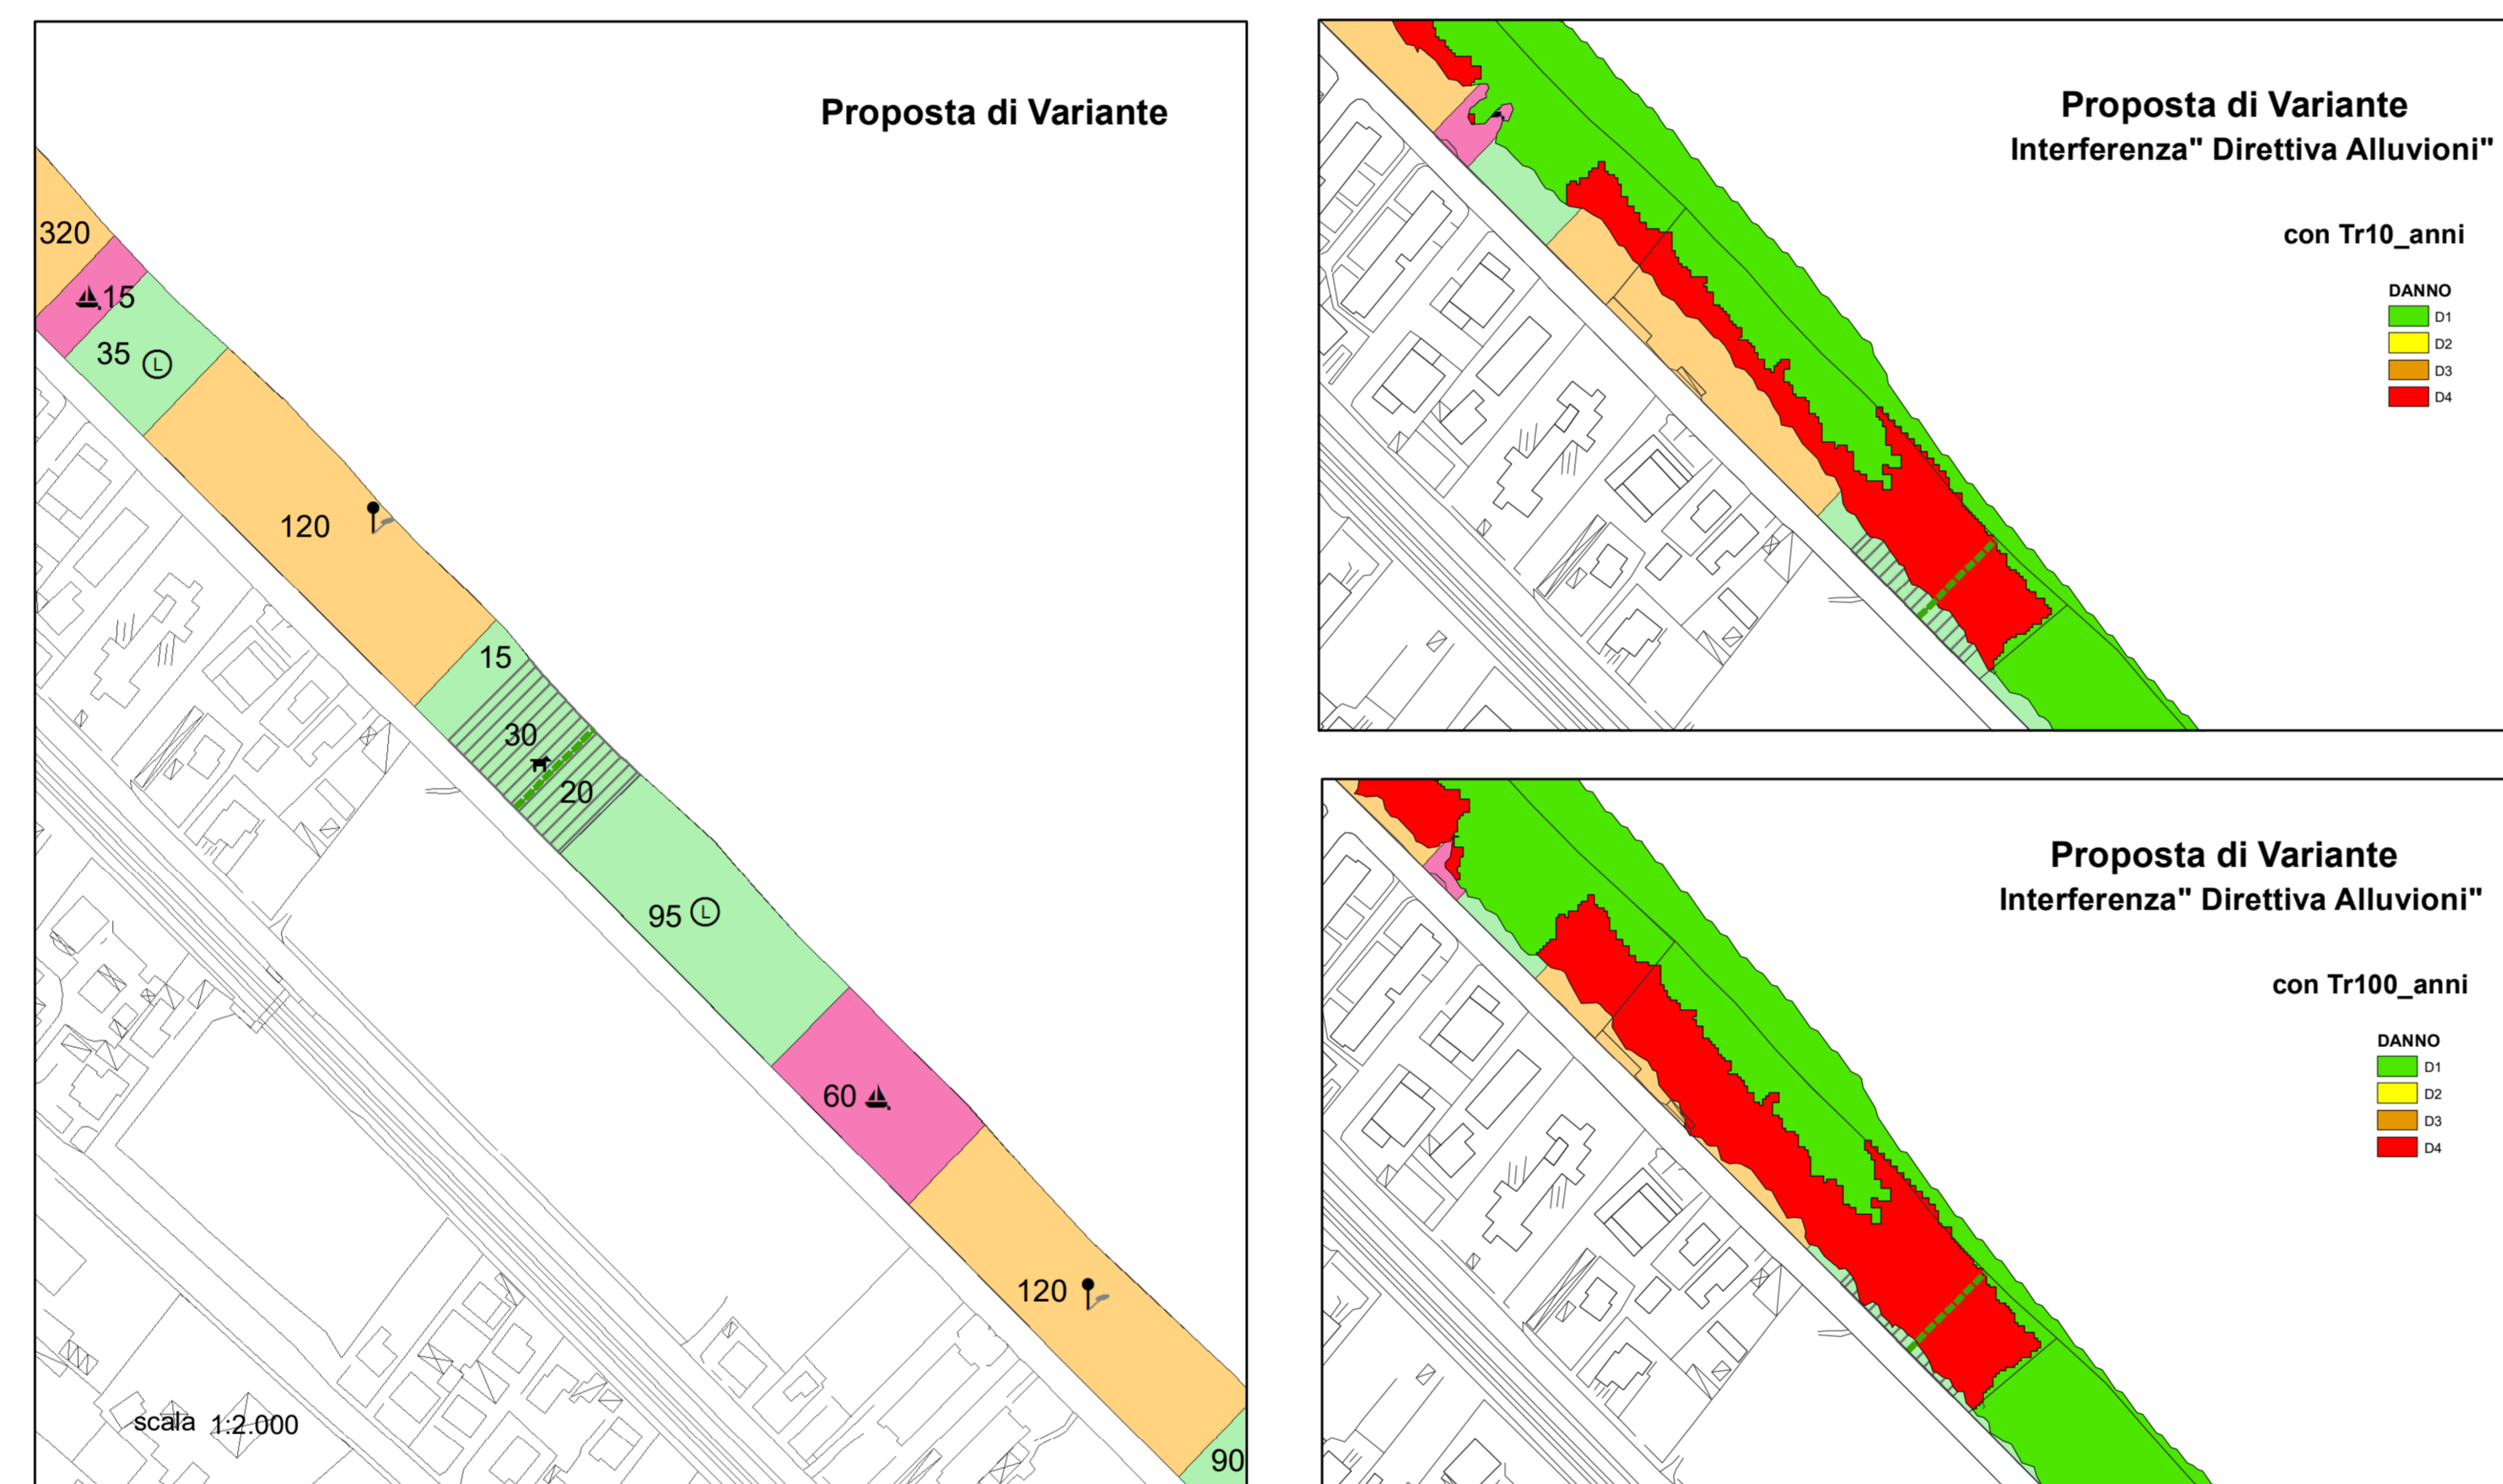 Proposta di Variante
320
15
35 L
120
15
30
20
95 L
60
120
90
scala 1:2.000
Proposta di Variante
Interferenza" Direttiva Alluvioni"
con Tr10_anni
DANNO
D1
D2
D3
D4
Proposta di Variante
Interferenza" Direttiva Alluvioni"
con Tr100_anni
DANNO
D1
D2
D3
D4